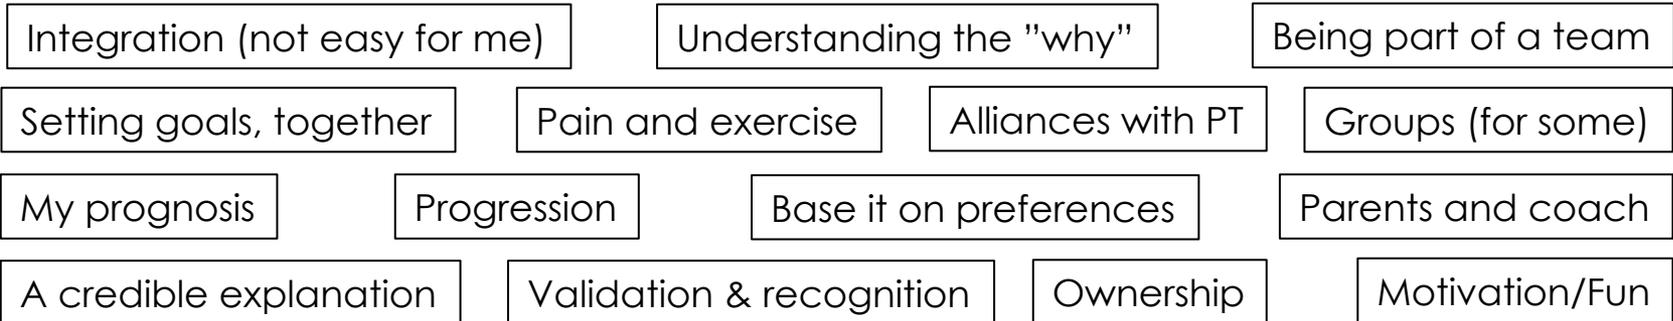 Integration (not easy for me)
Understanding the ”why”
Being part of a team
Setting goals, together
Pain and exercise
Alliances with PT
Groups (for some)
My prognosis
Progression
Base it on preferences
Parents and coach
A credible explanation
Validation & recognition
Ownership
Motivation/Fun